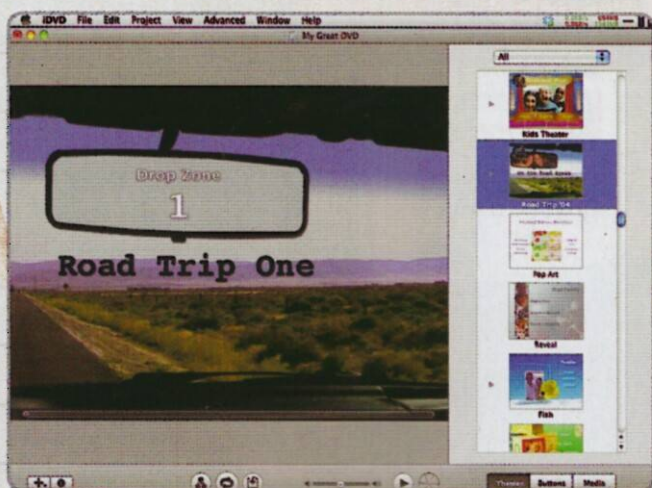 iDVD File Edit Project View Advanced Window Help
My Great DVD
All
Drop Zone
1
Road Trip One
Kids Theater
Road Trip '04
Pop Art
Reveal
Fish
Themes Buttons Media